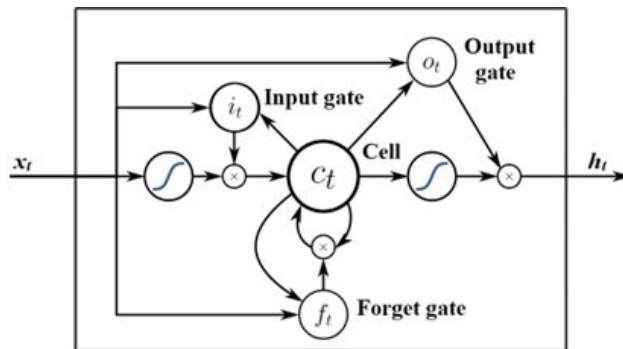 Output
gate
o_t
i_t
Input gate
x_t
×
c_t
Cell
×
h_t
×
f_t
Forget gate